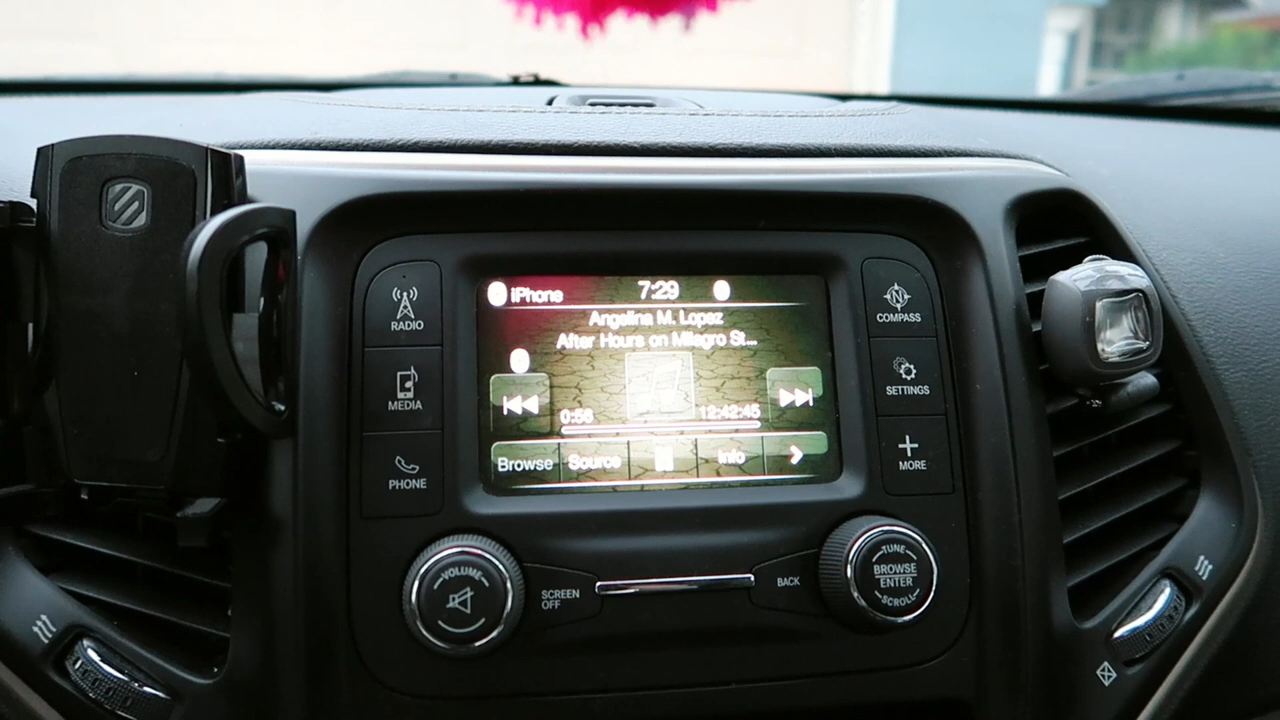 iPhone 7:29
Angelina M. Lopez
After Hours on Milagro St...
0:56 12:42:45
Browse Source Info
RADIO
MEDIA
PHONE
N
COMPASS
SETTINGS
MORE
VOLUME
SCREEN
OFF
BACK
TUNE
BROWSE
ENTER
SCROLL